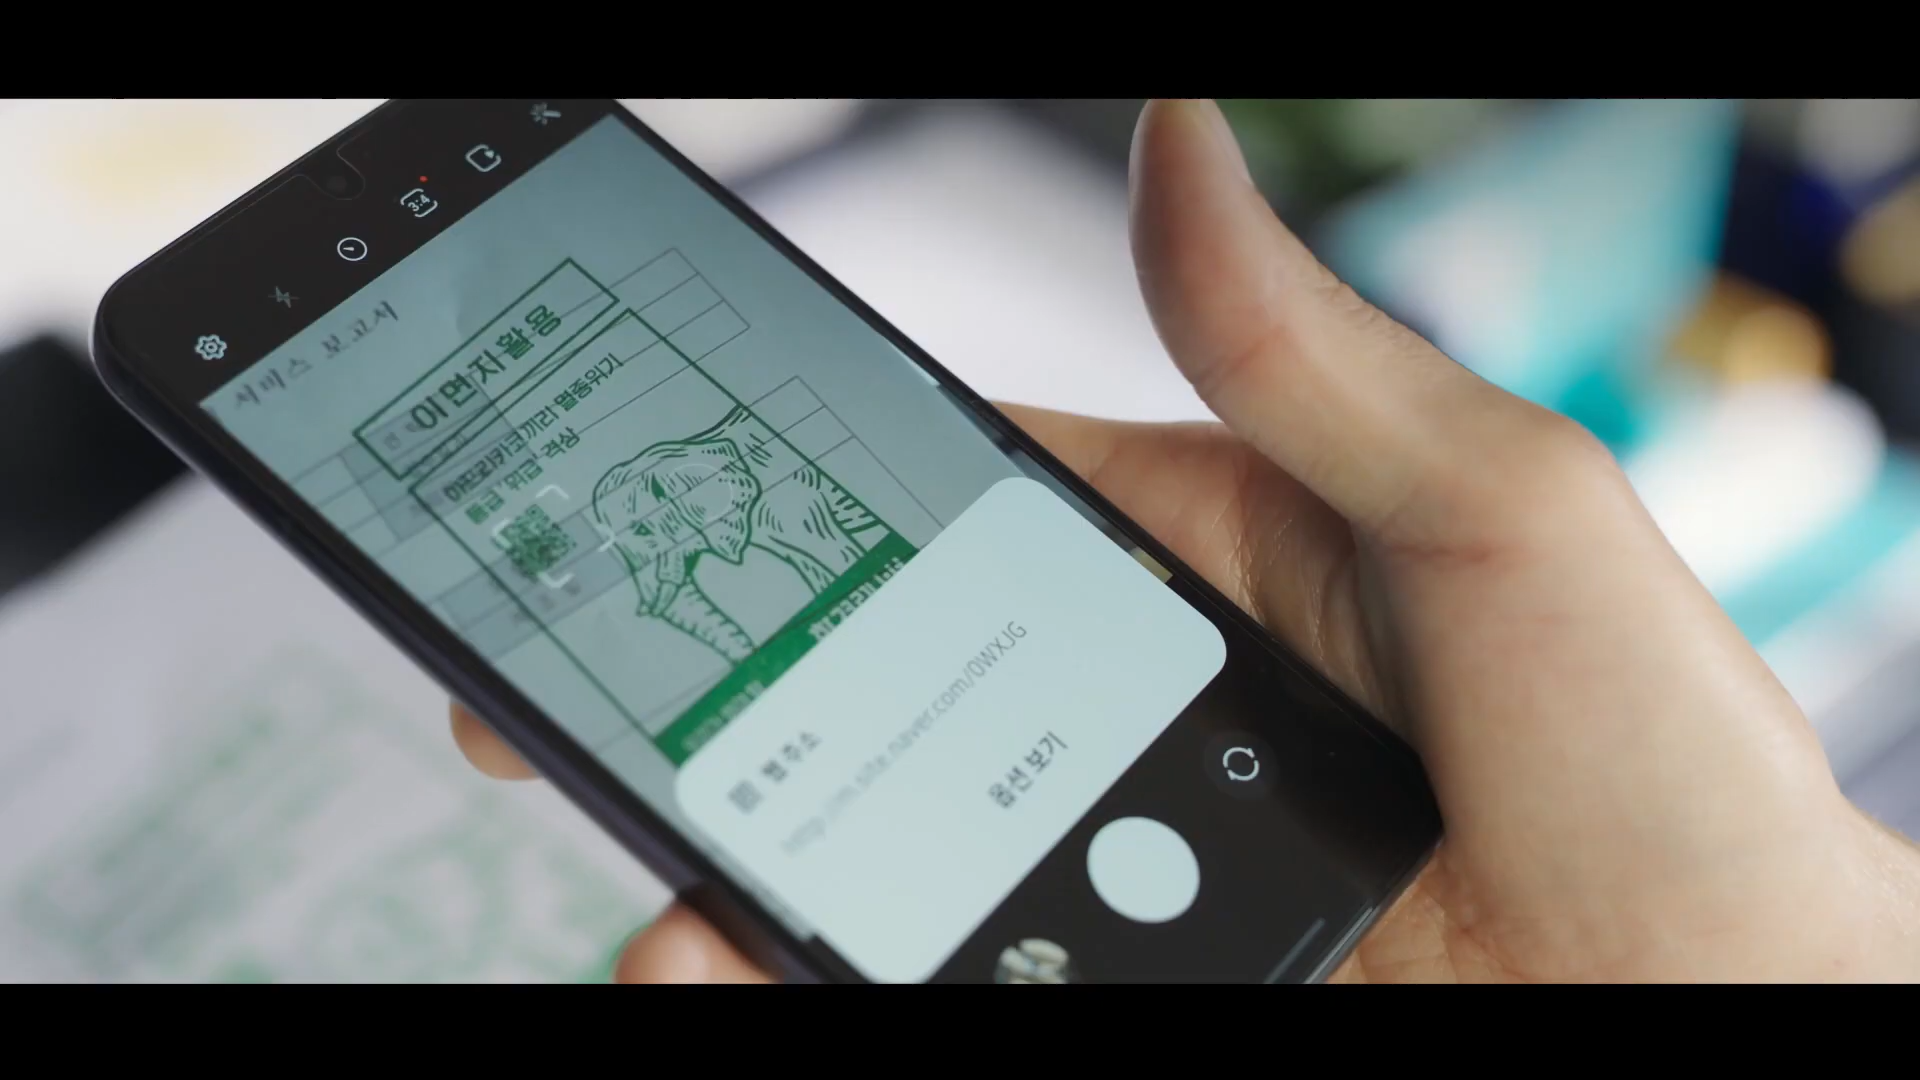 3:4
서비스 보고서
이면지활용
아프리카코끼리 멸종위기
등급 '위급' 격상
웹 주소
http://m.site.naver.com/0WXJG
옵션 보기